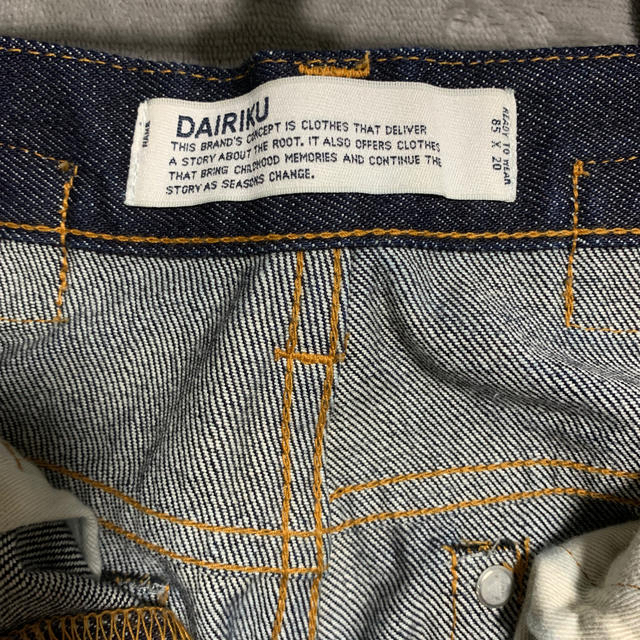 NAME
DAIRIKU
THIS BRAND'S CONCEPT IS CLOTHES THAT DELIVER
A STORY ABOUT THE ROOT. IT ALSO OFFERS CLOTHES
THAT BRING CHILDHOOD MEMORIES AND CONTINUE THE
STORY AS SEASONS CHANGE.
READY TO WEAR
85 X 20